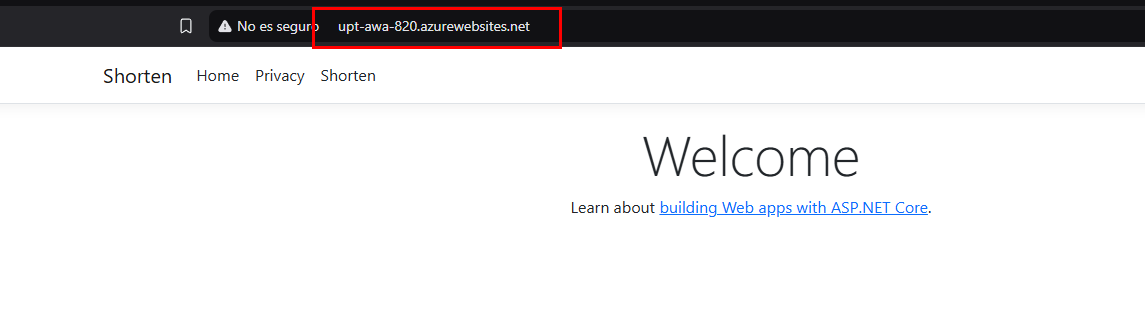 No es seguro upt-awa-820.azurewebsites.net
Shorten Home Privacy Shorten
Welcome
Learn about building Web apps with ASP.NET Core.